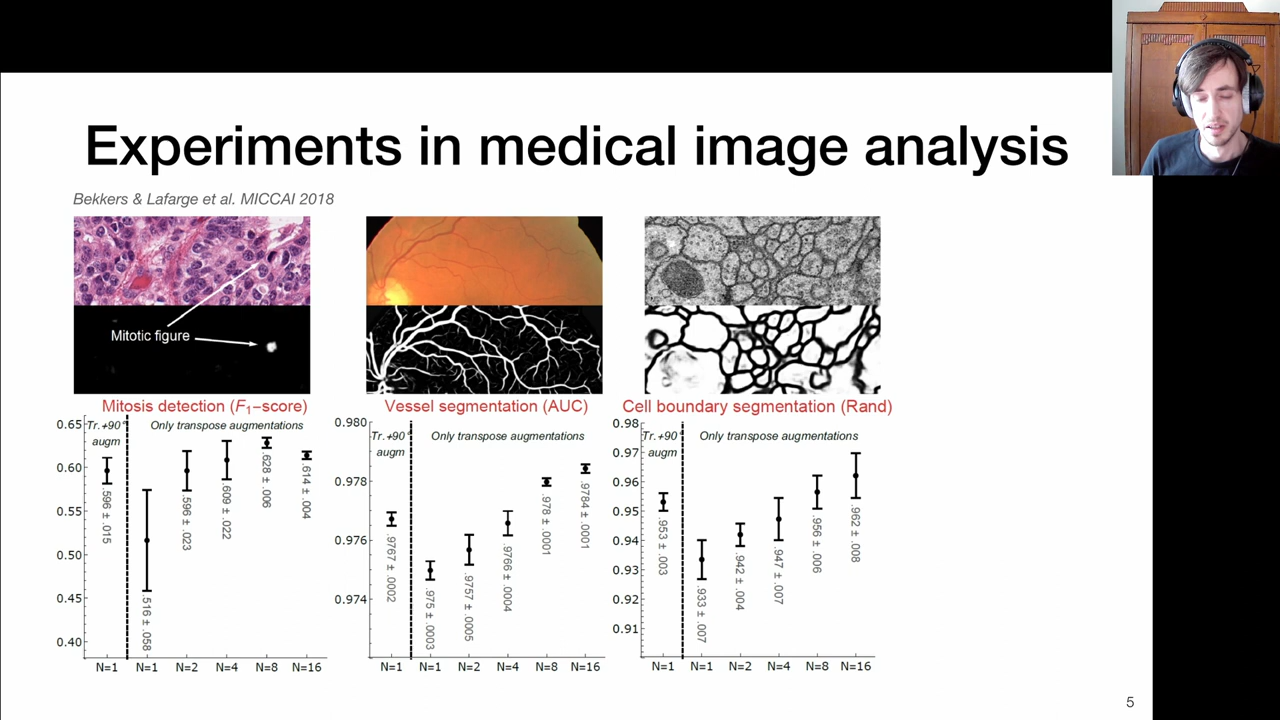 Experiments in medical image analysis
Bekkers & Lafarge et al. MICCAI 2018
Mitotic figure
Mitosis detection (F₁–score)
Tr.+90°
augm
Only transpose augmentations
0.65
0.60
0.55
0.50
0.45
0.40
.596 ± .015
.516 ± .058
.596 ± .023
.609 ± .022
.628 ± .006
.614 ± .004
N=1 N=1 N=2 N=4 N=8 N=16
Vessel segmentation (AUC)
Tr.+90°
augm
Only transpose augmentations
0.980
0.978
0.976
0.974
.9767 ± .0002
.975 ± .0003
.9757 ± .0005
.9766 ± .0004
.978 ± .0001
.9784 ± .0001
N=1 N=1 N=2 N=4 N=8 N=16
Cell boundary segmentation (Rand)
Tr.+90°
augm
Only transpose augmentations
0.98
0.97
0.96
0.95
0.94
0.93
0.92
0.91
.953 ± .003
.933 ± .007
.942 ± .004
.947 ± .007
.956 ± .006
.962 ± .008
N=1 N=1 N=2 N=4 N=8 N=16
5